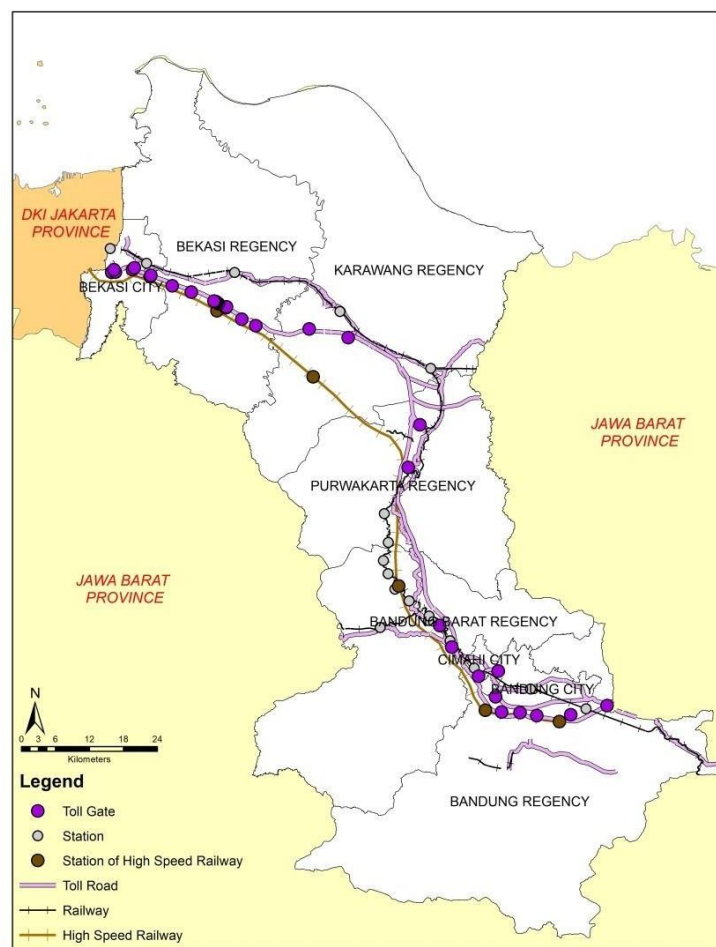 DKI JAKARTA
PROVINCE
BEKASI REGENCY
KARAWANG REGENCY
BEKASI CITY
JAWA BARAT
PROVINCE
PURWAKARTA REGENCY
JAWA BARAT
PROVINCE
BANDUNG BARAT REGENCY
CIMAHI CITY
BANDUNG CITY
N
0 3 6 12 18 24
Kilometers
Legend
BANDUNG REGENCY
Toll Gate
Station
Station of High Speed Railway
Toll Road
Railway
High Speed Railway